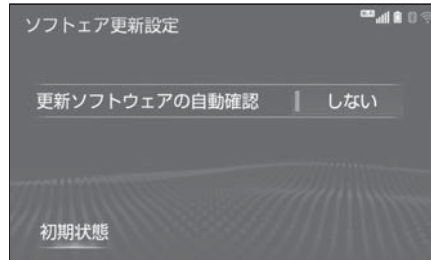 ソフトェア更新設定
更新ソフトウェアの自動確認 しない
初期状態